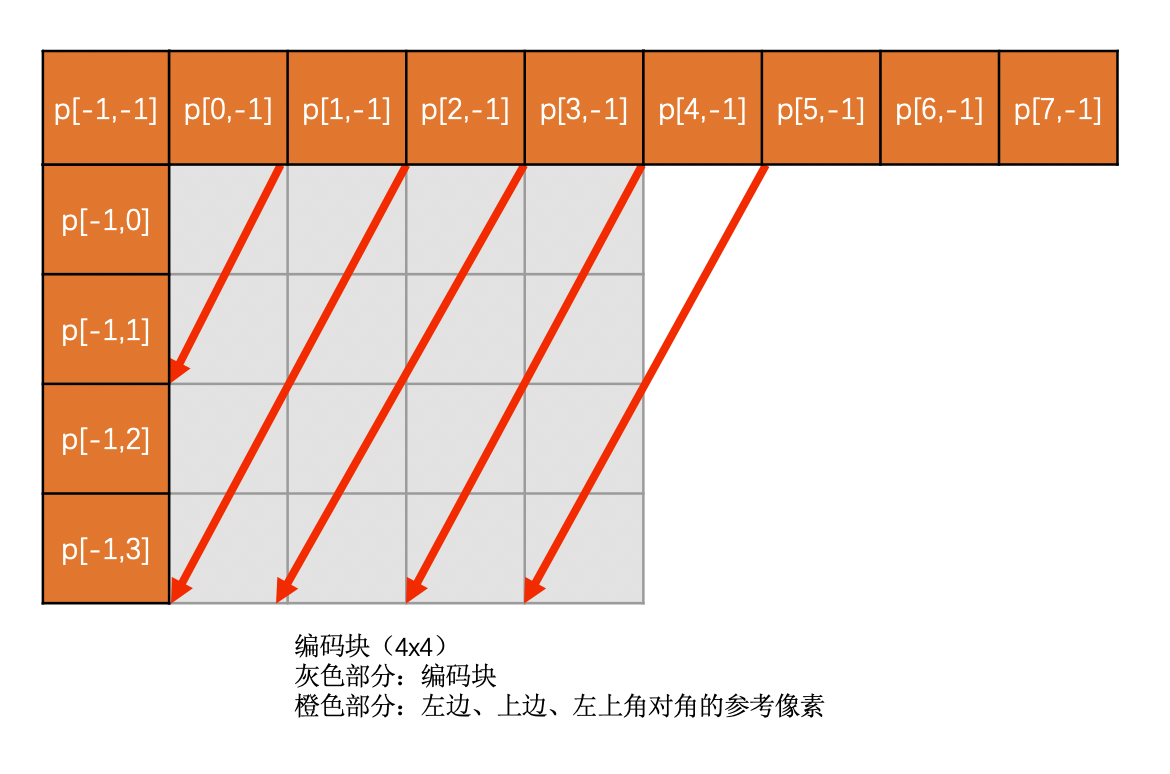 p[-1,-1] p[0,-1] p[1,-1] p[2,-1] p[3,-1] p[4,-1] p[5,-1] p[6,-1] p[7,-1]
p[-1,0]
p[-1,1]
p[-1,2]
p[-1,3]
编码块（4x4）
灰色部分：编码块
橙色部分：左边、上边、左上角对角的参考像素